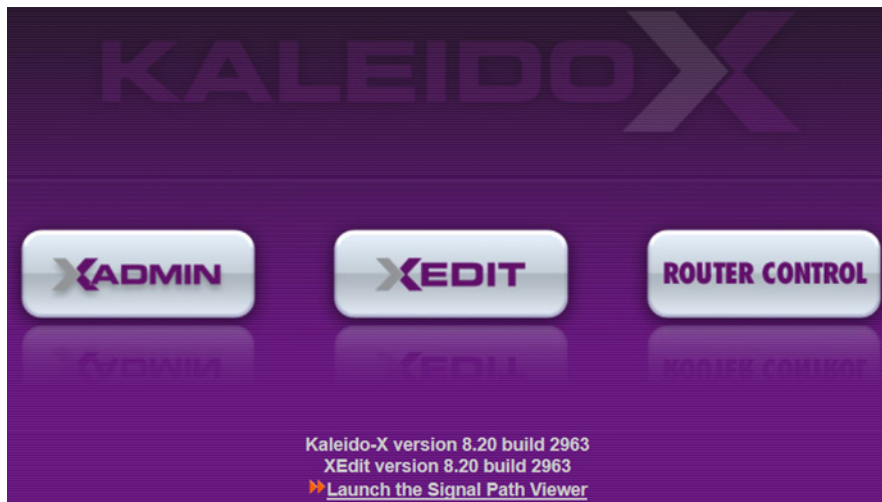 KALEIDOX
XADMIN
XEDIT
ROUTER CONTROL
Kaleido-X version 8.20 build 2963
XEdit version 8.20 build 2963
Launch the Signal Path Viewer